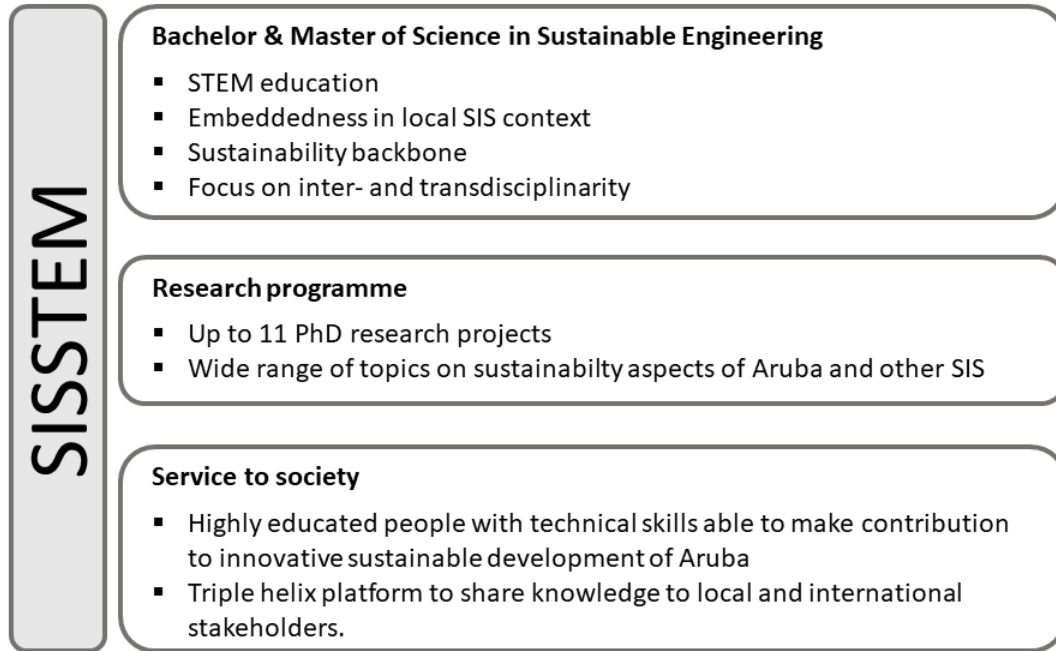 SISSTEM
Bachelor & Master of Science in Sustainable Engineering
▪ STEM education
▪ Embeddedness in local SIS context
▪ Sustainability backbone
▪ Focus on inter- and transdisciplinarity
Research programme
▪ Up to 11 PhD research projects
▪ Wide range of topics on sustainabilty aspects of Aruba and other SIS
Service to society
▪ Highly educated people with technical skills able to make contribution
to innovative sustainable development of Aruba
▪ Triple helix platform to share knowledge to local and international
stakeholders.